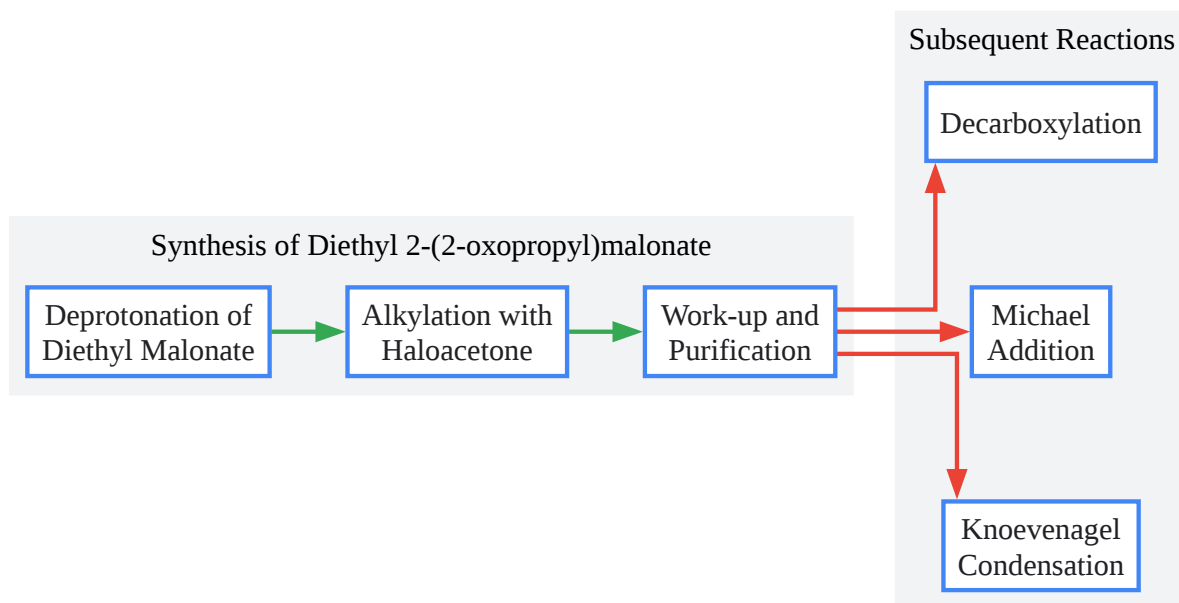 Subsequent Reactions
Decarboxylation
Synthesis of Diethyl 2-(2-oxopropyl)malonate
Deprotonation of
Diethyl Malonate
Alkylation with
Haloacetone
Work-up and
Purification
Michael
Addition
Knoevenagel
Condensation